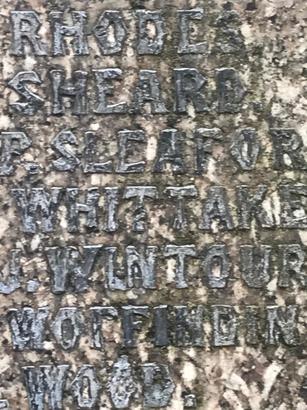 RHODES
SHEARD.
P. SLEAFOR
WHITTAKE
J. WINTOUR
WOFFINDIN
WOOD.